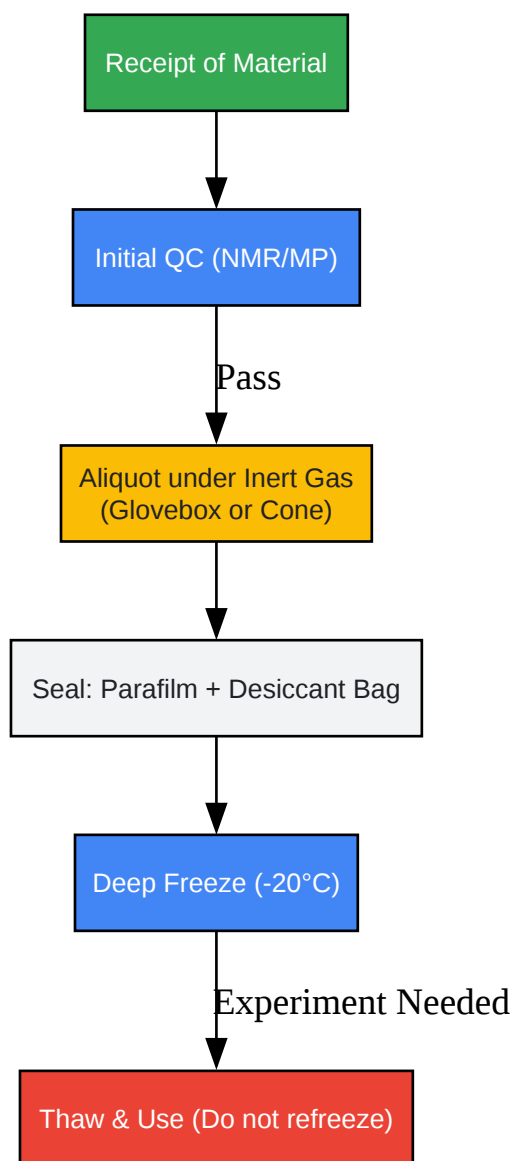 Receipt of Material
Initial QC (NMR/MP)
Pass
Aliquot under Inert Gas
(Glovebox or Cone)
Seal: Parafilm + Desiccant Bag
Deep Freeze (-20°C)
Experiment Needed
Thaw & Use (Do not refreeze)